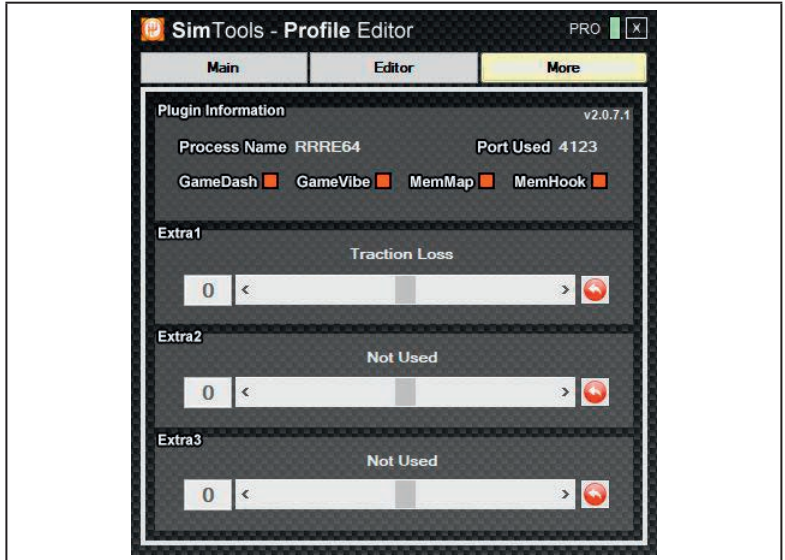 SimTools - Profile Editor PRO X
Main Editor More
Plugin Information v2.0.7.1
Process Name RRRE64 Port Used 4123
GameDash GameVibe MemMap MemHook
Extra1
Traction Loss
0 < >
Extra2
Not Used
0 < >
Extra3
Not Used
0 < >